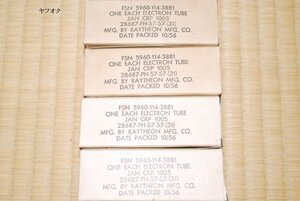 ヤフオク
FSN 5960-114-3881
ONE EACH ELECTRON TUBE
JAN CRP 1005
28687-PH-57-57-(31)
MFG. BY RAYTHEON MFG. CO.
DATE PACKED 10/56
FSN 5960-114-3881
ONE EACH ELECTRON TUBE
JAN CRP 1005
28687-PH-57-57-(31)
MFG. BY RAYTHEON MFG. CO.
DATE PACKED 10/56
FSN 5960-114-3881
ONE EACH ELECTRON TUBE
JAN CRP 1005
28687-PH-57-57-(31)
MFG. BY RAYTHEON MFG. CO.
DATE PACKED 10/56
FSN 5960-114-3881
ONE EACH ELECTRON TUBE
JAN CRP 1005
28687-PH-57-57-(31)
MFG. BY RAYTHEON MFG. CO.
DATE PACKED 10/56